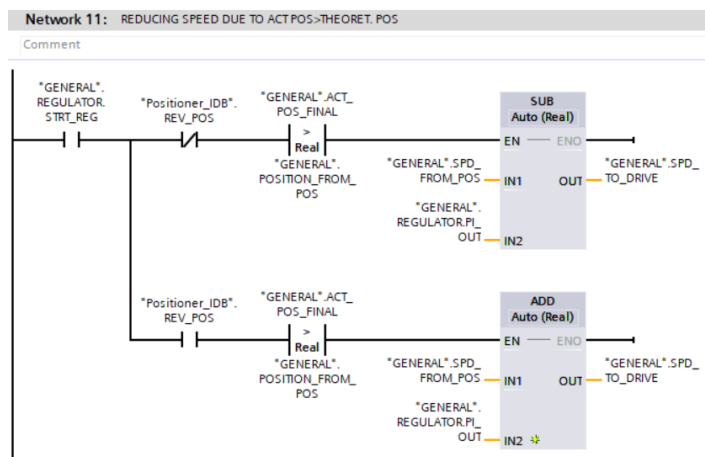 Network 11: REDUCING SPEED DUE TO ACT POS>THEORET. POS
Comment
"GENERAL".
REGULATOR.
STRT_REG
"Positioner_IDB".
REV_POS
"GENERAL".ACT_
POS_FINAL
>
Real
"GENERAL".
POSITION_FROM_
POS
SUB
Auto (Real)
EN
ENO
"GENERAL".SPD_
FROM_POS
IN1
"GENERAL".
REGULATOR.PI_
OUT
IN2
OUT
"GENERAL".SPD_
TO_DRIVE
"Positioner_IDB".
REV_POS
"GENERAL".ACT_
POS_FINAL
>
Real
"GENERAL".
POSITION_FROM_
POS
ADD
Auto (Real)
EN
ENO
"GENERAL".SPD_
FROM_POS
IN1
"GENERAL".
REGULATOR.PI_
OUT
IN2
OUT
"GENERAL".SPD_
TO_DRIVE